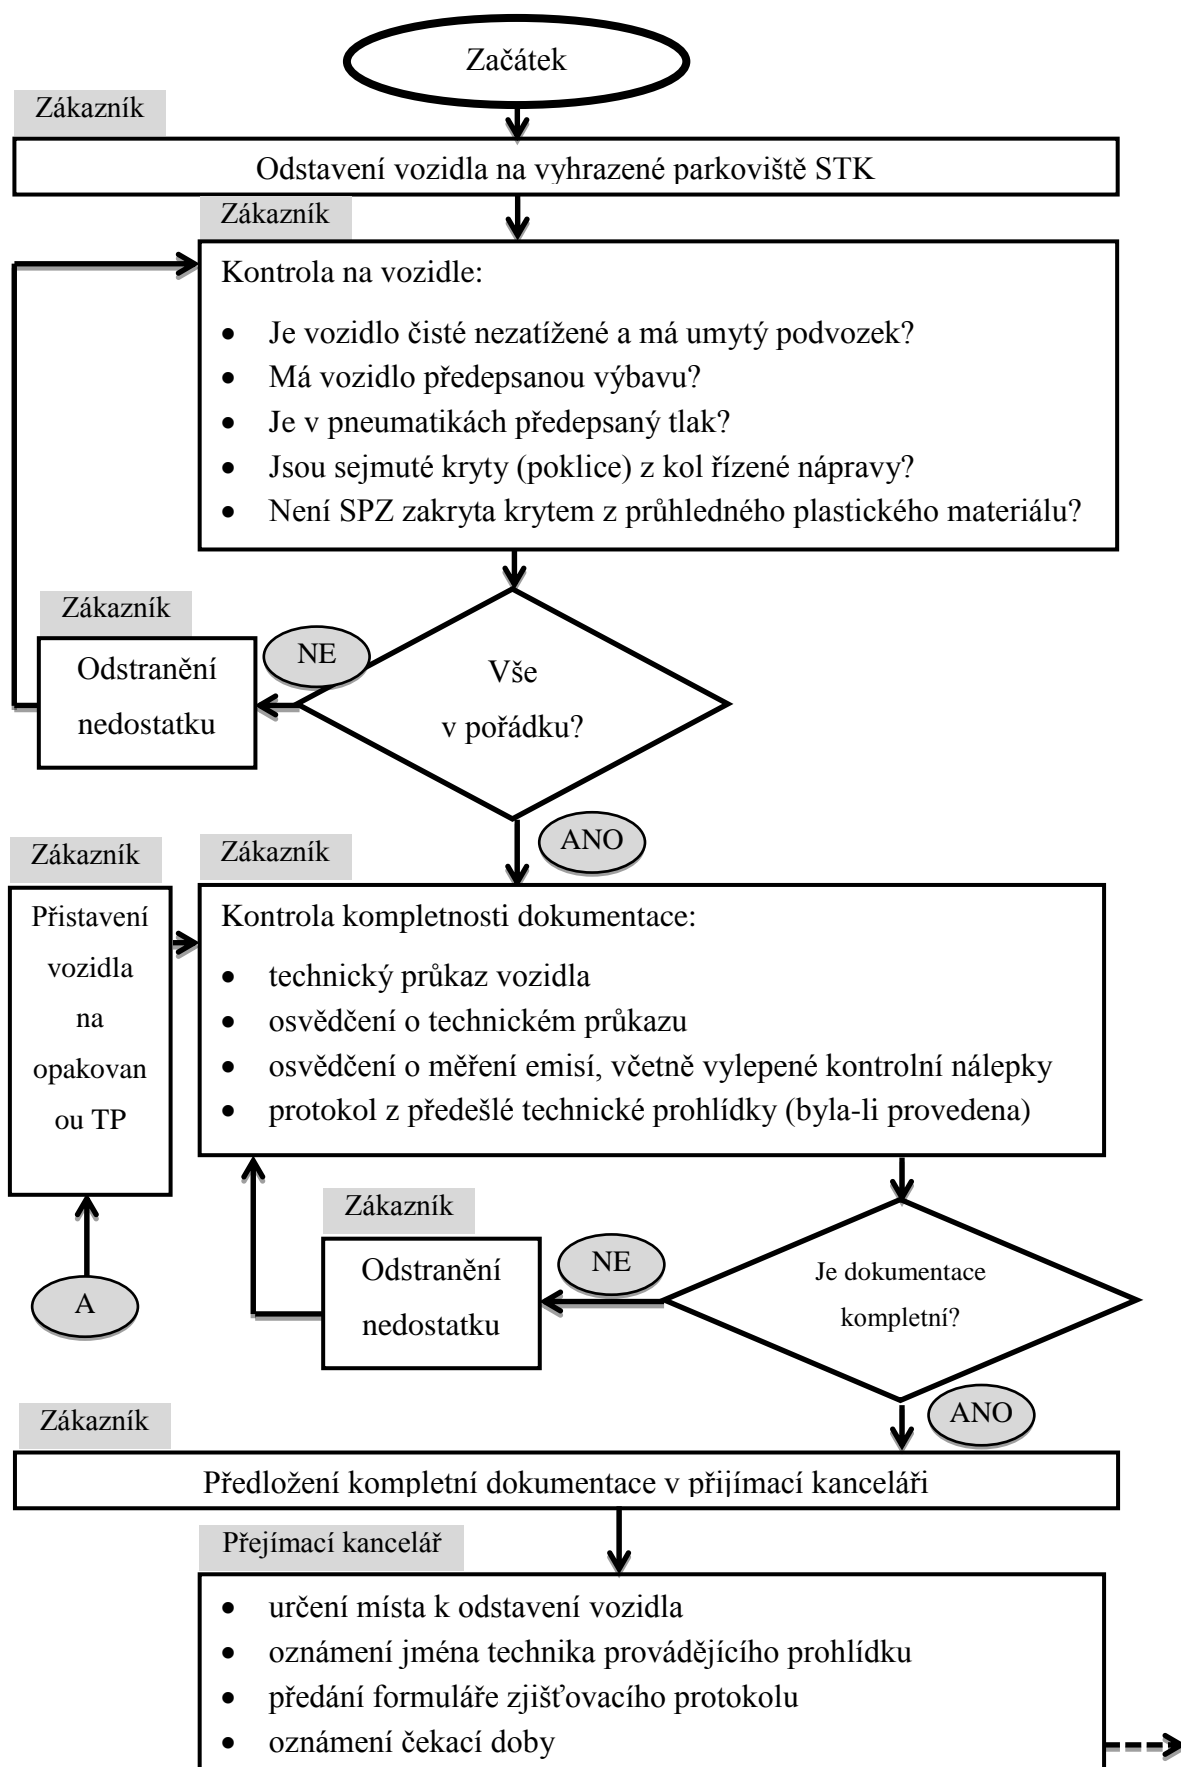 Začátek
Zákazník
Odstavení vozidla na vyhrazené parkoviště STK
Zákazník
Kontrola na vozidle:
• Je vozidlo čisté nezatížené a má umytý podvozek?
• Má vozidlo předepsanou výbavu?
• Je v pneumatikách předepsaný tlak?
• Jsou sejmuté kryty (poklice) z kol řízené nápravy?
• Není SPZ zakryta krytem z průhledného plastického materiálu?
Zákazník
Odstranění
nedostatku
NE
Vše
v pořádku?
ANO
Zákazník
Přistavení
vozidla
na
opakovan
ou TP
A
Zákazník
Kontrola kompletnosti dokumentace:
• technický průkaz vozidla
• osvědčení o technickém průkazu
• osvědčení o měření emisí, včetně vylepené kontrolní nálepky
• protokol z předešlé technické prohlídky (byla-li provedena)
Zákazník
Odstranění
nedostatku
NE
Je dokumentace
kompletní?
ANO
Zákazník
Předložení kompletní dokumentace v přijímací kanceláři
Přejímací kancelář
• určení místa k odstavení vozidla
• oznámení jména technika provádějícího prohlídku
• předání formuláře zjišťovacího protokolu
• oznámení čekací doby